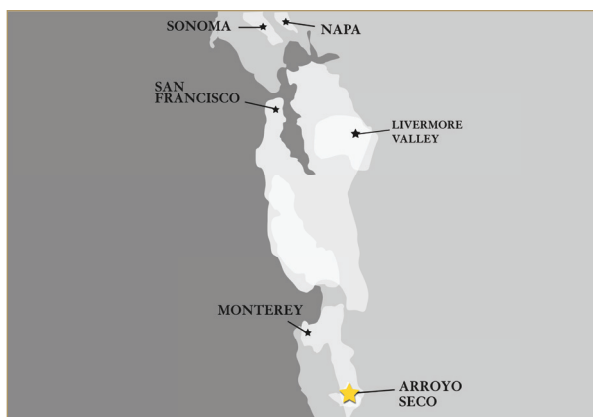 SONOMA
NAPA
SAN
FRANCISCO
LIVERMORE
VALLEY
MONTEREY
ARROYO
SECO